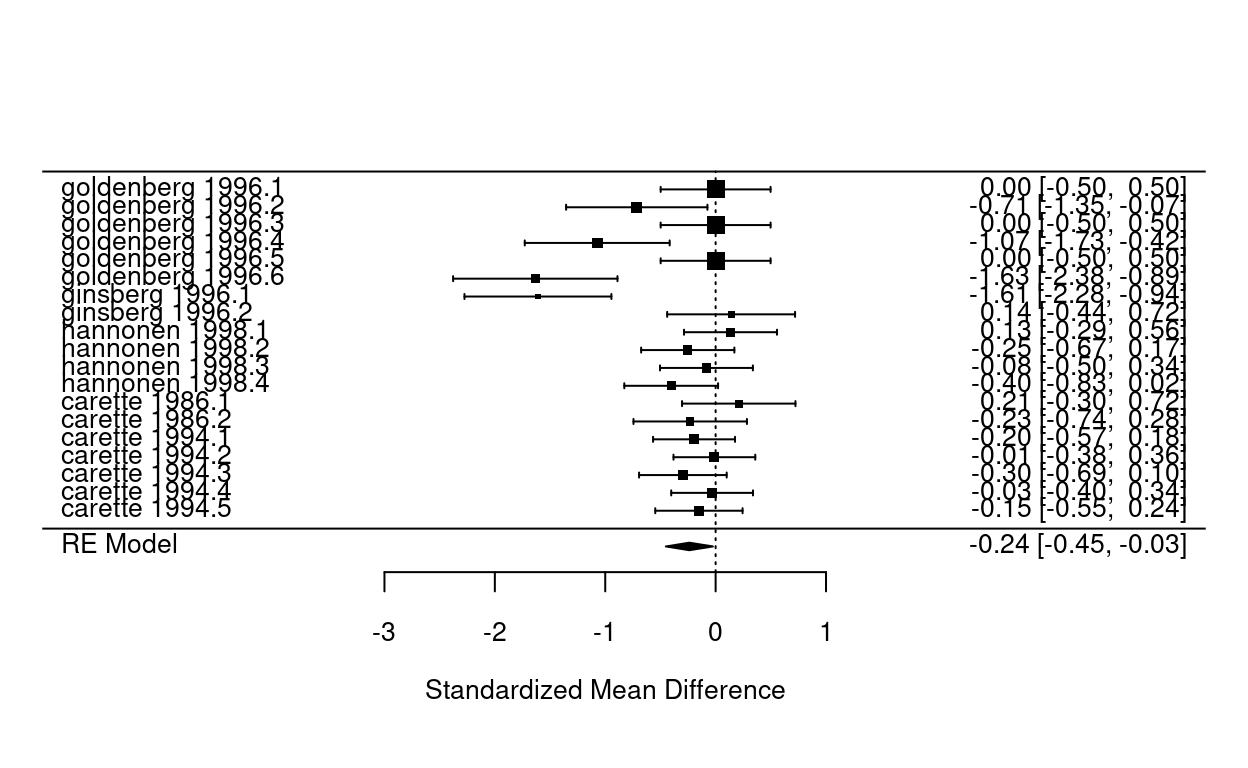 goldenberg 1996.1 0.00 [-0.50, 0.50]
goldenberg 1996.2 -0.71 [-1.35, -0.07]
goldenberg 1996.3 0.00 [-0.50, 0.50]
goldenberg 1996.4 -1.07 [-1.73, -0.42]
goldenberg 1996.5 0.00 [-0.50, 0.50]
goldenberg 1996.6 -1.63 [-2.38, -0.89]
ginsberg 1996.1 -1.61 [-2.28, -0.94]
ginsberg 1996.2 0.14 [-0.44, 0.72]
hannonen 1998.1 0.13 [-0.29, 0.56]
hannonen 1998.2 -0.25 [-0.67, 0.17]
hannonen 1998.3 -0.08 [-0.50, 0.34]
hannonen 1998.4 -0.40 [-0.83, 0.02]
carette 1986.1 0.21 [-0.30, 0.72]
carette 1986.2 -0.23 [-0.74, 0.28]
carette 1994.1 -0.20 [-0.57, 0.18]
carette 1994.2 -0.01 [-0.38, 0.36]
carette 1994.3 -0.30 [-0.69, 0.10]
carette 1994.4 -0.03 [-0.40, 0.34]
carette 1994.5 -0.15 [-0.55, 0.24]
RE Model -0.24 [-0.45, -0.03]
-3 -2 -1 0 1
Standardized Mean Difference